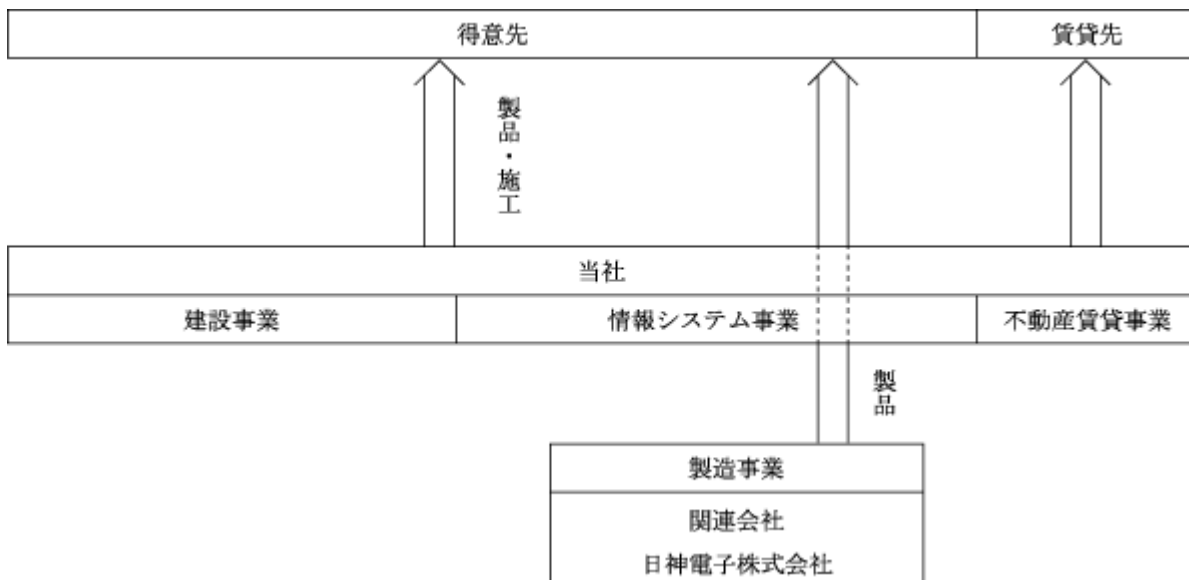 得意先
賃貸先
製品・施工
当社
建設事業
情報システム事業
不動産賃貸事業
製品
製造事業
関連会社
日神電子株式会社